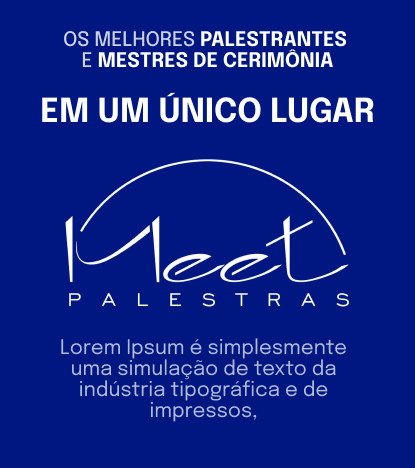 OS MELHORES PALESTRANTES
E MESTRES DE CERIMÔNIA
EM UM ÚNICO LUGAR
Meet
PALESTRAS
Lorem Ipsum é simplesmente
uma simulação de texto da
indústria tipográfica e de
impressos,